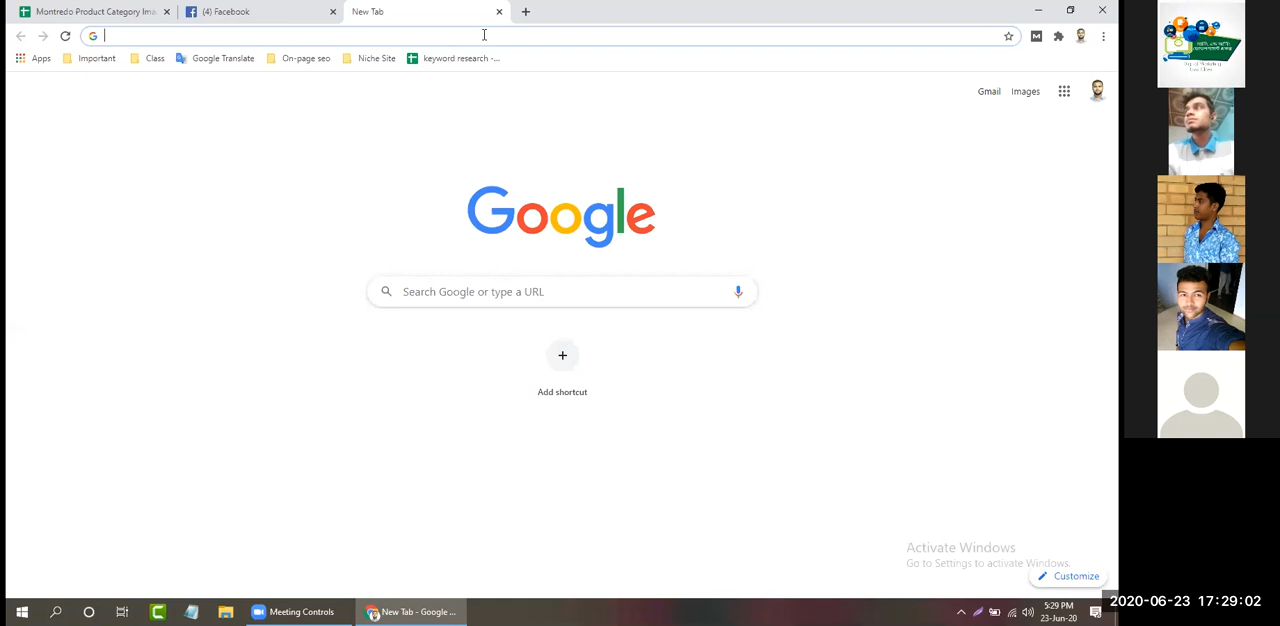 Montredo Product Category Ima
(4) Facebook
New Tab
Apps
Important
Class
Google Translate
On-page seo
Niche Site
keyword research -...
Gmail
Images
Google
Search Google or type a URL
Add shortcut
Activate Windows
Go to Settings to activate Windows.
Customize
Meeting Controls
New Tab - Google ...
5:29 PM
23-Jun-20
2020-06-23 17:29:02